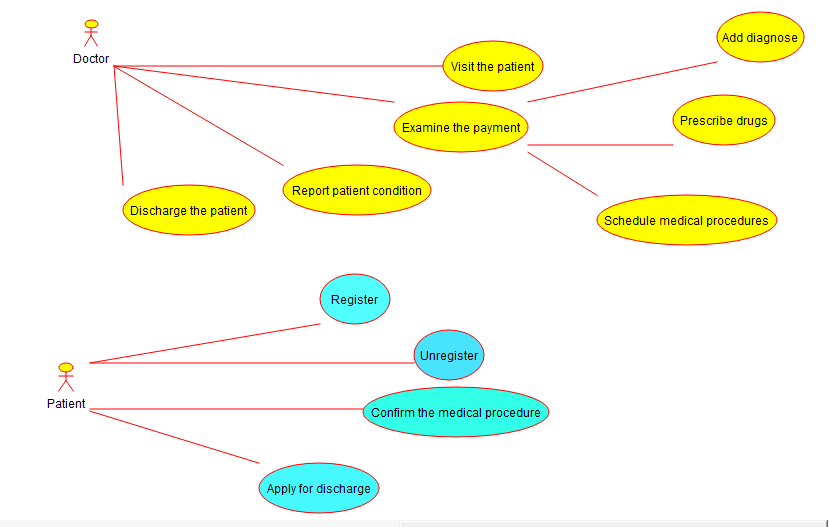 Doctor
Visit the patient
Add diagnose
Examine the payment
Prescribe drugs
Report patient condition
Discharge the patient
Schedule medical procedures
Register
Unregister
Patient
Confirm the medical procedure
Apply for discharge